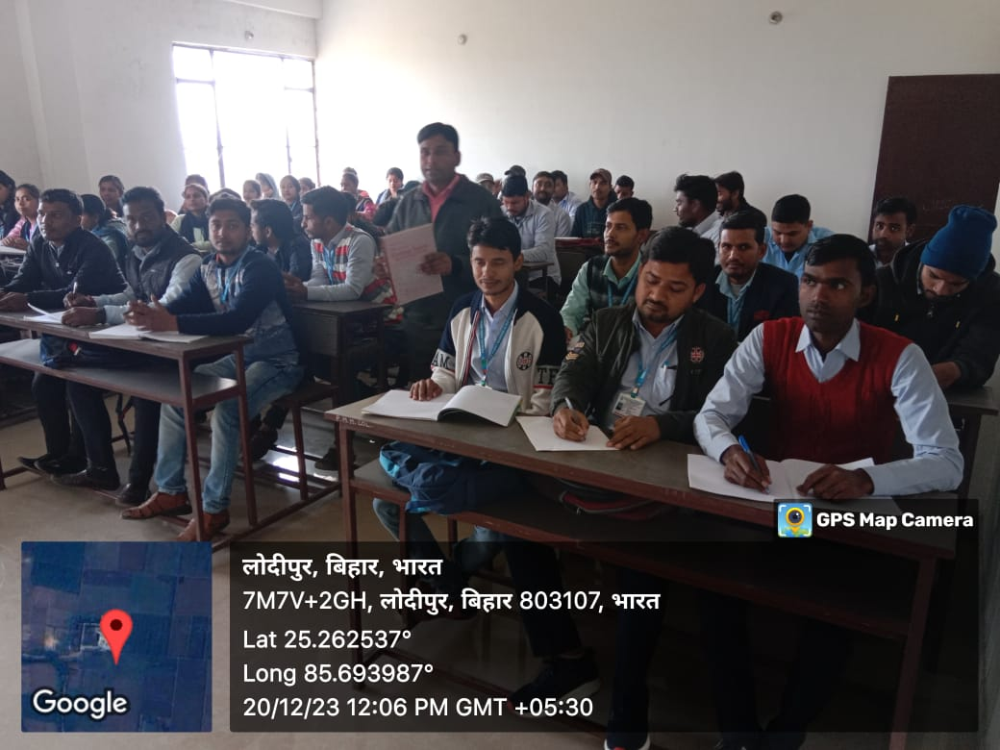 GPS Map Camera
लोदीपुर, बिहार, भारत
7M7V+2GH, लोदीपुर, बिहार 803107, भारत
Lat 25.262537°
Long 85.693987°
20/12/23 12:06 PM GMT +05:30
Google